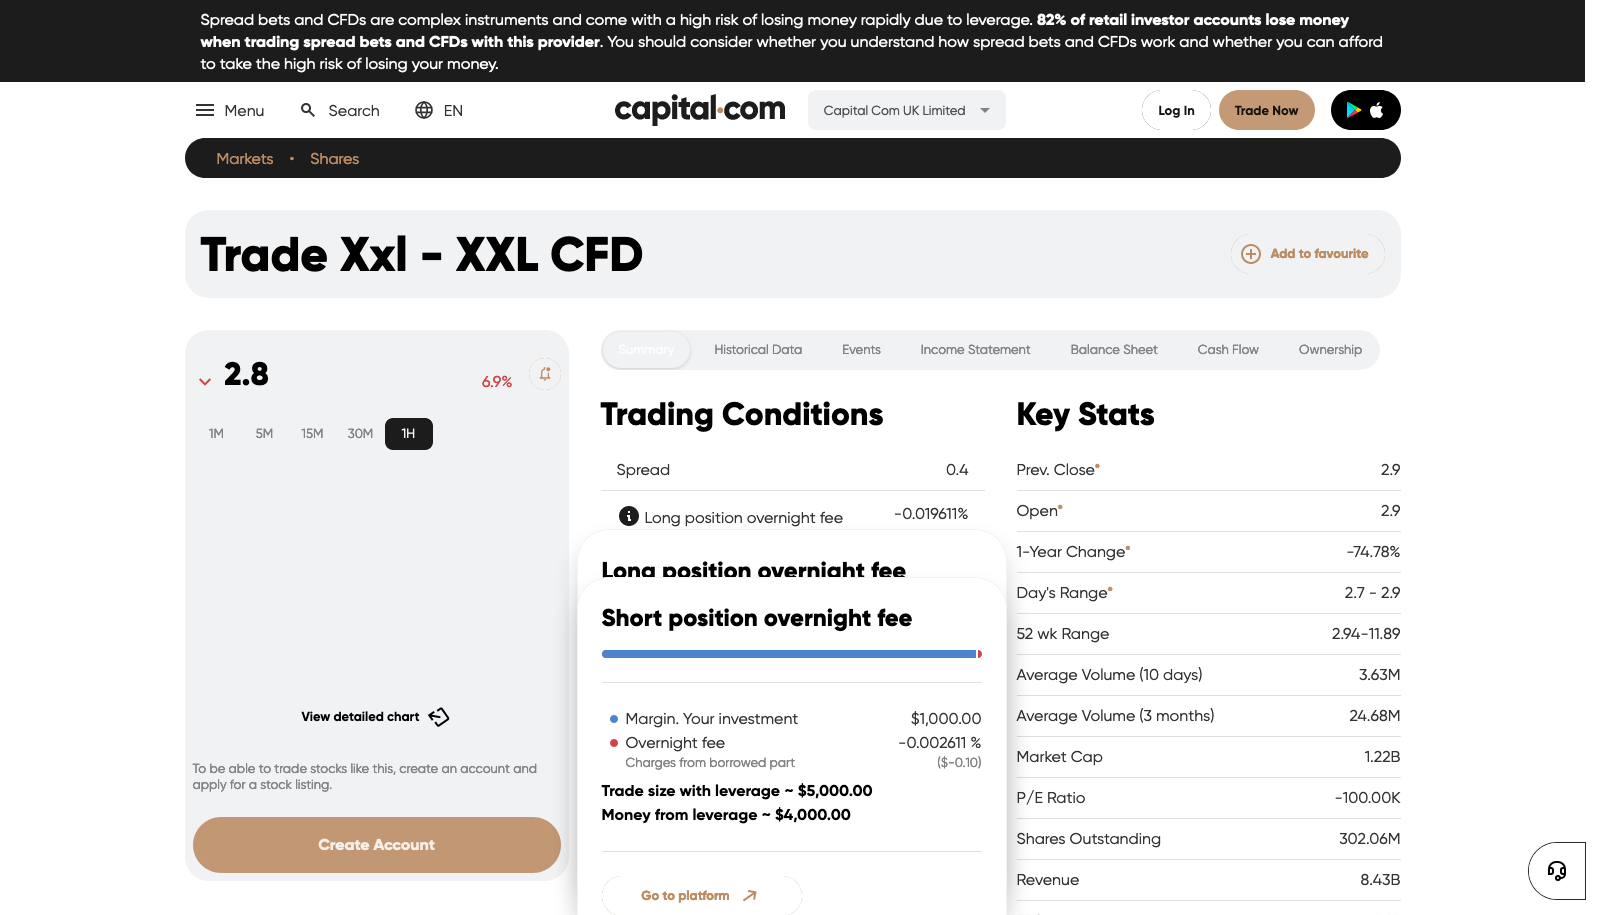 Spread bets and CFDs are complex instruments and come with a high risk of losing money rapidly due to leverage. 82% of retail investor accounts lose money
when trading spread bets and CFDs with this provider. You should consider whether you understand how spread bets and CFDs work and whether you can afford
to take the high risk of losing your money.
Menu
Search
EN
capital.com
Capital Com UK Limited
Log In
Trade Now
Markets
Shares
Trade Xxl - XXL CFD
Add to favourite
2.8
6.9%
1M
5M
15M
30M
1H
View detailed chart
To be able to trade stocks like this, create an account and
apply for a stock listing.
Create Account
Summary
Historical Data
Events
Income Statement
Balance Sheet
Cash Flow
Ownership
Trading Conditions
Spread 0.4
Long position overnight fee -0.019611%
Long position overnight fee
Short position overnight fee
Margin. Your investment $1,000.00
Overnight fee -0.002611 %
Charges from borrowed part ($-0.10)
Trade size with leverage ~ $5,000.00
Money from leverage ~ $4,000.00
Go to platform
Key Stats
Prev. Close* 2.9
Open* 2.9
1-Year Change* -74.78%
Day's Range* 2.7 - 2.9
52 wk Range 2.94-11.89
Average Volume (10 days) 3.63M
Average Volume (3 months) 24.68M
Market Cap 1.22B
P/E Ratio -100.00K
Shares Outstanding 302.06M
Revenue 8.43B